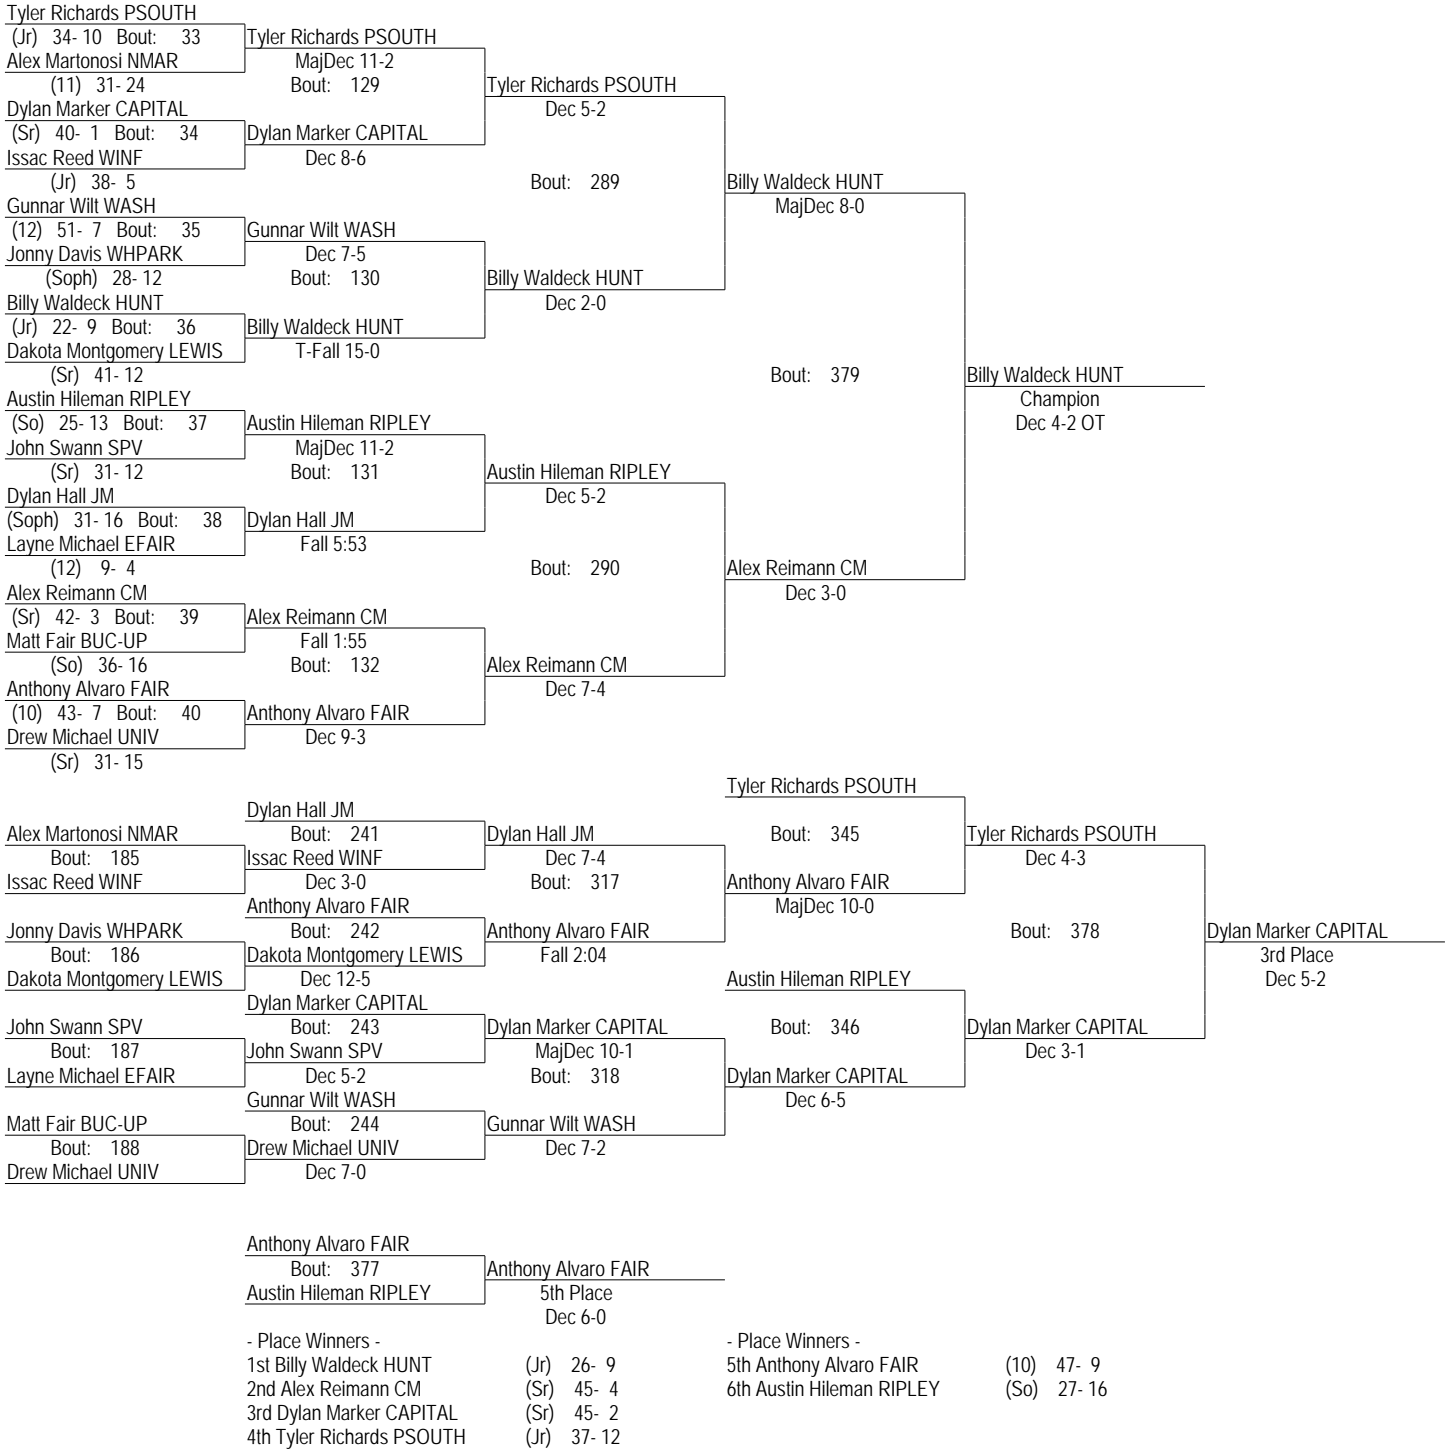 Tyler Richards PSOUTH
(Jr) 34- 10 Bout: 33 Tyler Richards PSOUTH
Alex Martonosi NMAR MajDec 11-2
(11) 31- 24 Bout: 129 Tyler Richards PSOUTH
Dylan Marker CAPITAL Dec 5-2
(Sr) 40- 1 Bout: 34 Dylan Marker CAPITAL
Issac Reed WINF Dec 8-6
(Jr) 38- 5 Bout: 289 Billy Waldeck HUNT
Gunnar Wilt WASH MajDec 8-0
(12) 51- 7 Bout: 35 Gunnar Wilt WASH
Jonny Davis WHPARK Dec 7-5
(Soph) 28- 12 Bout: 130 Billy Waldeck HUNT
Billy Waldeck HUNT Dec 2-0
(Jr) 22- 9 Bout: 36 Billy Waldeck HUNT
Dakota Montgomery LEWIS T-Fall 15-0
(Sr) 41- 12 Bout: 379 Billy Waldeck HUNT
Austin Hileman RIPLEY Champion
(So) 25- 13 Bout: 37 Austin Hileman RIPLEY Dec 4-2 OT
John Swann SPV MajDec 11-2
(Sr) 31- 12 Bout: 131 Austin Hileman RIPLEY
Dylan Hall JM Dec 5-2
(Soph) 31- 16 Bout: 38 Dylan Hall JM
Layne Michael EFAIR Fall 5:53
(12) 9- 4 Bout: 290 Alex Reimann CM
Alex Reimann CM Dec 3-0
(Sr) 42- 3 Bout: 39 Alex Reimann CM
Matt Fair BUC-UP Fall 1:55
(So) 36- 16 Bout: 132 Alex Reimann CM
Anthony Alvaro FAIR Dec 7-4
(10) 43- 7 Bout: 40 Anthony Alvaro FAIR
Drew Michael UNIV Dec 9-3
(Sr) 31- 15
Tyler Richards PSOUTH
Dylan Hall JM
Alex Martonosi NMAR Bout: 241 Dylan Hall JM Bout: 345 Tyler Richards PSOUTH
Bout: 185 Issac Reed WINF Dec 7-4 Dec 4-3
Issac Reed WINF Dec 3-0 Bout: 317 Anthony Alvaro FAIR
Anthony Alvaro FAIR MajDec 10-0
Jonny Davis WHPARK Bout: 242 Anthony Alvaro FAIR Bout: 378 Dylan Marker CAPITAL
Bout: 186 Dakota Montgomery LEWIS Fall 2:04 3rd Place
Dakota Montgomery LEWIS Dec 12-5 Austin Hileman RIPLEY Dec 5-2
Dylan Marker CAPITAL
John Swann SPV Bout: 243 Dylan Marker CAPITAL Bout: 346 Dylan Marker CAPITAL
Bout: 187 John Swann SPV MajDec 10-1 Dec 3-1
Layne Michael EFAIR Dec 5-2 Bout: 318 Dylan Marker CAPITAL
Gunnar Wilt WASH Dec 6-5
Matt Fair BUC-UP Bout: 244 Gunnar Wilt WASH
Bout: 188 Drew Michael UNIV Dec 7-2
Drew Michael UNIV Dec 7-0
Anthony Alvaro FAIR
Bout: 377 Anthony Alvaro FAIR
Austin Hileman RIPLEY 5th Place
Dec 6-0
- Place Winners - - Place Winners -
1st Billy Waldeck HUNT (Jr) 26- 9 5th Anthony Alvaro FAIR (10) 47- 9
2nd Alex Reimann CM (Sr) 45- 4 6th Austin Hileman RIPLEY (So) 27- 16
3rd Dylan Marker CAPITAL (Sr) 45- 2
4th Tyler Richards PSOUTH (Jr) 37- 12